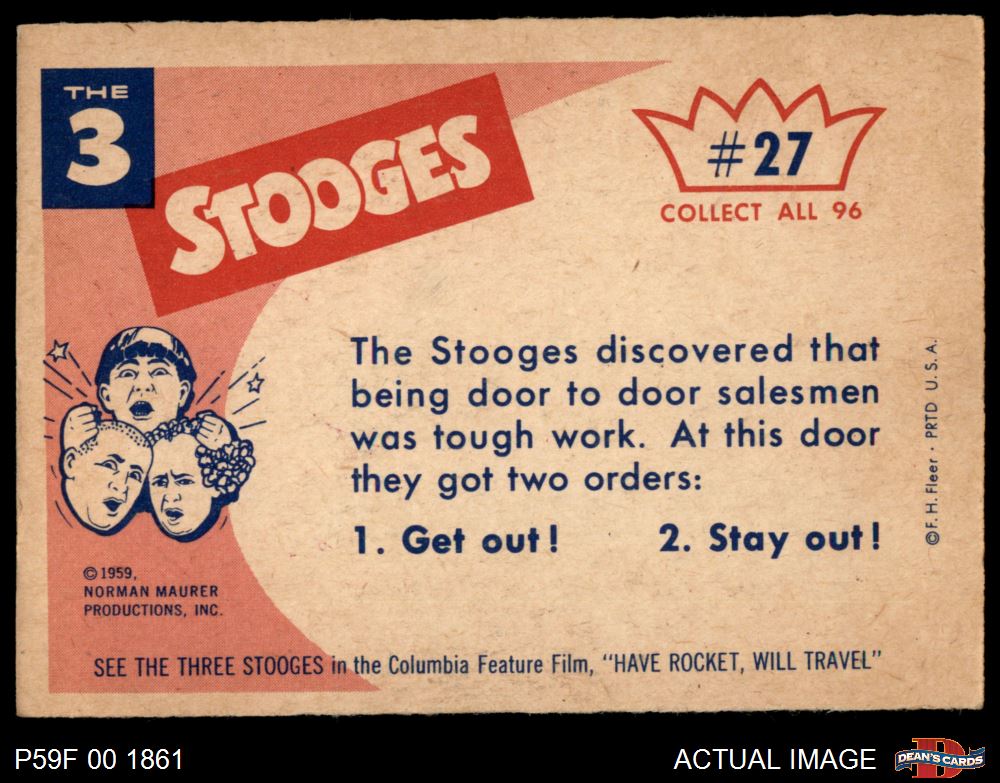 THE
3
STOOGES
#27
COLLECT ALL 96
The Stooges discovered that
being door to door salesmen
was tough work. At this door
they got two orders:
1. Get out! 2. Stay out!
© F. H. Fleer · PRTD U. S. A.
© 1959,
NORMAN MAURER
PRODUCTIONS, INC.
SEE THE THREE STOOGES in the Columbia Feature Film, "HAVE ROCKET, WILL TRAVEL"
P59F 00 1861
ACTUAL IMAGE
D
DEAN'S CARDS